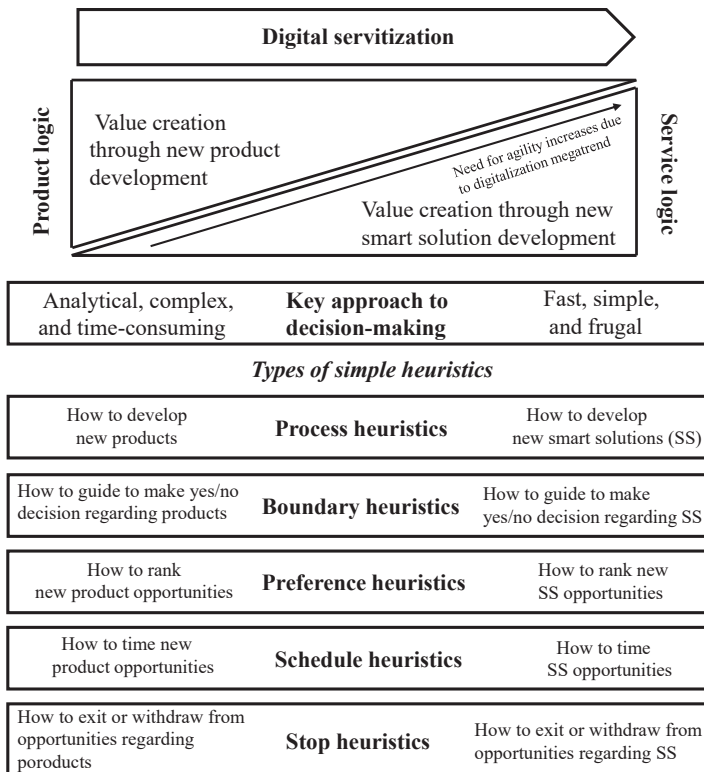 Digital servitization
Product logic
Value creation
through new product
development
Need for agility increases due
to digitalization megatrend
Value creation through new
smart solution development
Service logic
Analytical, complex,
and time-consuming
Key approach to
decision-making
Fast, simple,
and frugal
Types of simple heuristics
How to develop
new products
Process heuristics
How to develop
new smart solutions (SS)
How to guide to make yes/no
decision regarding products
Boundary heuristics
How to guide to make
yes/no decision regarding SS
How to rank
new product opportunities
Preference heuristics
How to rank new
SS opportunities
How to time new
product opportunities
Schedule heuristics
How to time
SS opportunities
How to exit or withdraw from
opportunities regarding
poroducts
Stop heuristics
How to exit or withdraw from
opportunities regarding SS